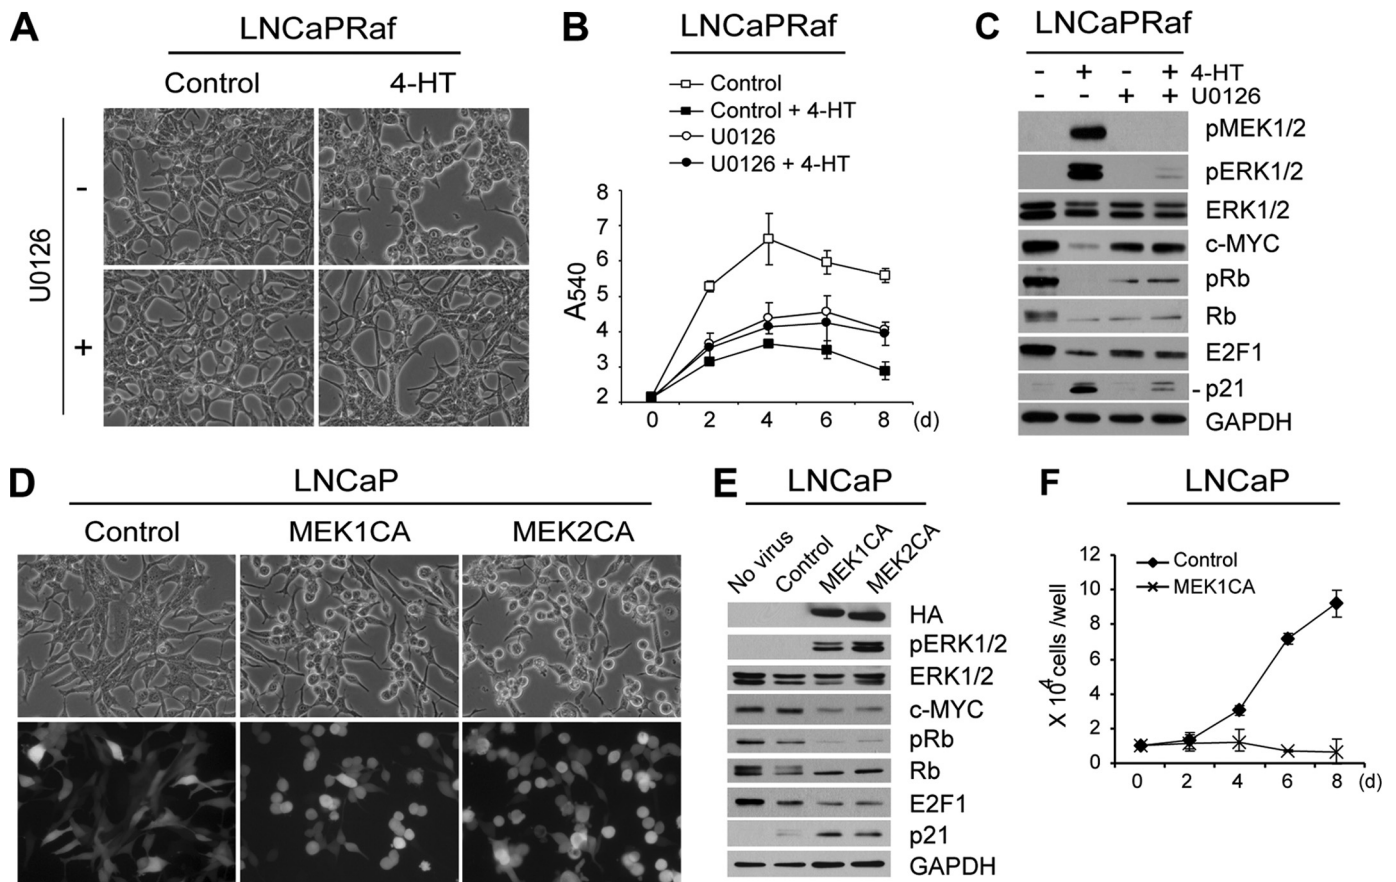 A
LNCaPRaf
Control
4-HT
U0126
-
+
B
LNCaPRaf
Control
Control + 4-HT
U0126
U0126 + 4-HT
8
7
6
5
4
3
2
A540
0 2 4 6 8 (d)
C
LNCaPRaf
- + - + 4-HT
- - + + U0126
pMEK1/2
pERK1/2
ERK1/2
c-MYC
pRb
Rb
E2F1
- p21
GAPDH
D
LNCaP
Control
MEK1CA
MEK2CA
E
LNCaP
No virus
Control
MEK1CA
MEK2CA
HA
pERK1/2
ERK1/2
c-MYC
pRb
Rb
E2F1
p21
GAPDH
F
LNCaP
Control
MEK1CA
12
10
8
6
4
2
0
X 10⁴ cells /well
0 2 4 6 8 (d)